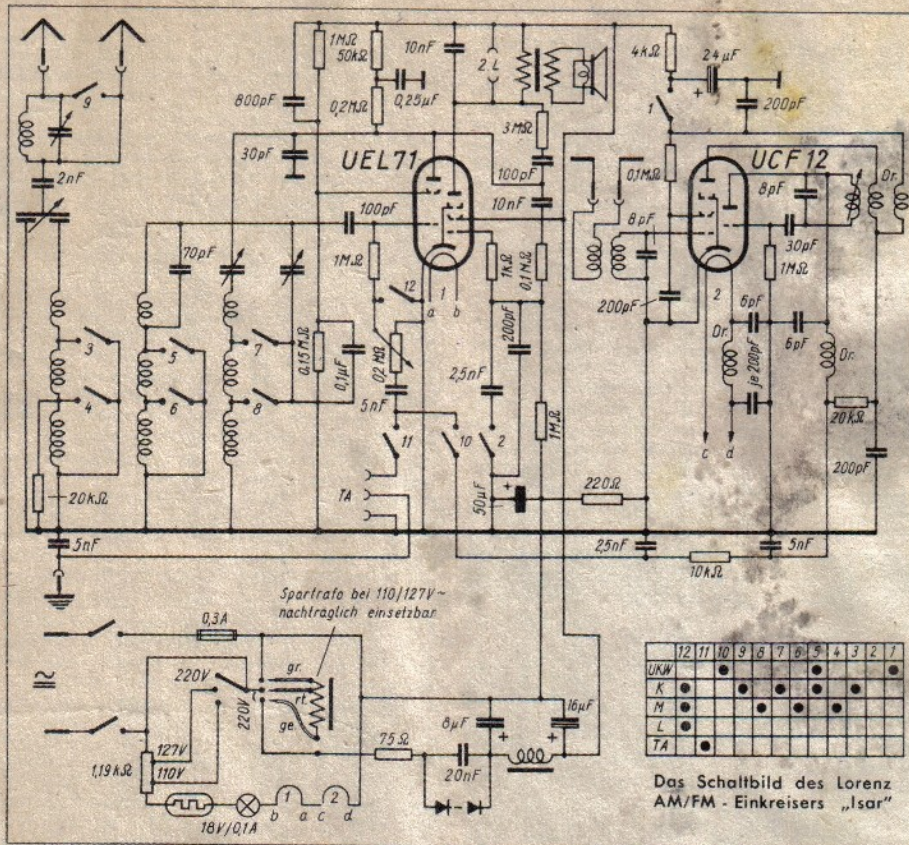 1MΩ
50kΩ
10nF
2.L
4kΩ
24µF
+
9
800pF
0,2MΩ
0,25µF
1
200pF
3MΩ
2nF
30pF
UEL71
UCF12
100pF
0,1MΩ
8pF
Dr.
10nF
100pF
8pF
30pF
70pF
1MΩ
1kΩ
0,1MΩ
1MΩ
12
1
a
b
2
200pF
6pF
3
5
7
0,15MΩ
0,1µF
0,2MΩ
200pF
Dr.
6pF
Dr.
je 200pF
4
6
8
5nF
2,5nF
20kΩ
11
10
2
1MΩ
c
d
20kΩ
TA
+
50µF
220Ω
200pF
5nF
2,5nF
5nF
10kΩ
Spartrafo bei 110/127V~
nachträglich einsetzbar
0,3A
220V
gr.
rt.
ge.
220V
8µF
16µF
+
+
127V
75Ω
20nF
1,19kΩ
110V
18V/0,1A
b
1
a
c
2
d
12 11 10 9 8 7 6 5 4 3 2 1
UKW ● ● ●
K ● ● ● ● ●
M ● ● ● ●
L ●
TA ●
Das Schaltbild des Lorenz
AM/FM - Einkreisers „Isar"